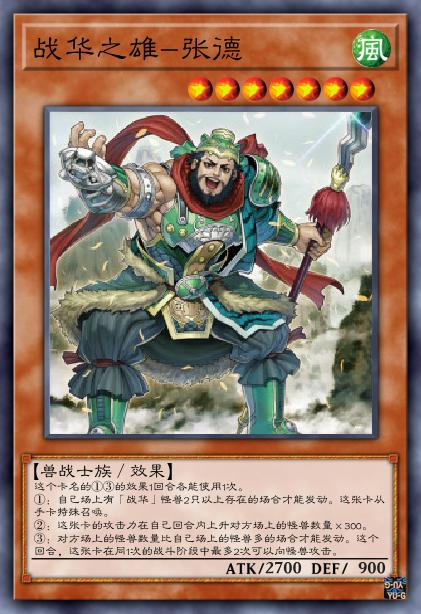 战华之雄-张德
風
【兽战士族/效果】
这个卡名的①③的效果1回合各能使用1次。
①:自己场上有「战华」怪兽2只以上存在的场合才能发动。这张卡从
手卡特殊召唤。
②:这张卡的攻击力在自己回合内上升对方场上的怪兽数量×300。
③:对方场上的怪兽数量比自己场上的怪兽多的场合才能发动。这个
回合,这张卡在同1次的战斗阶段中最多2次可以向怪兽攻击。
ATK/2700 DEF/ 900